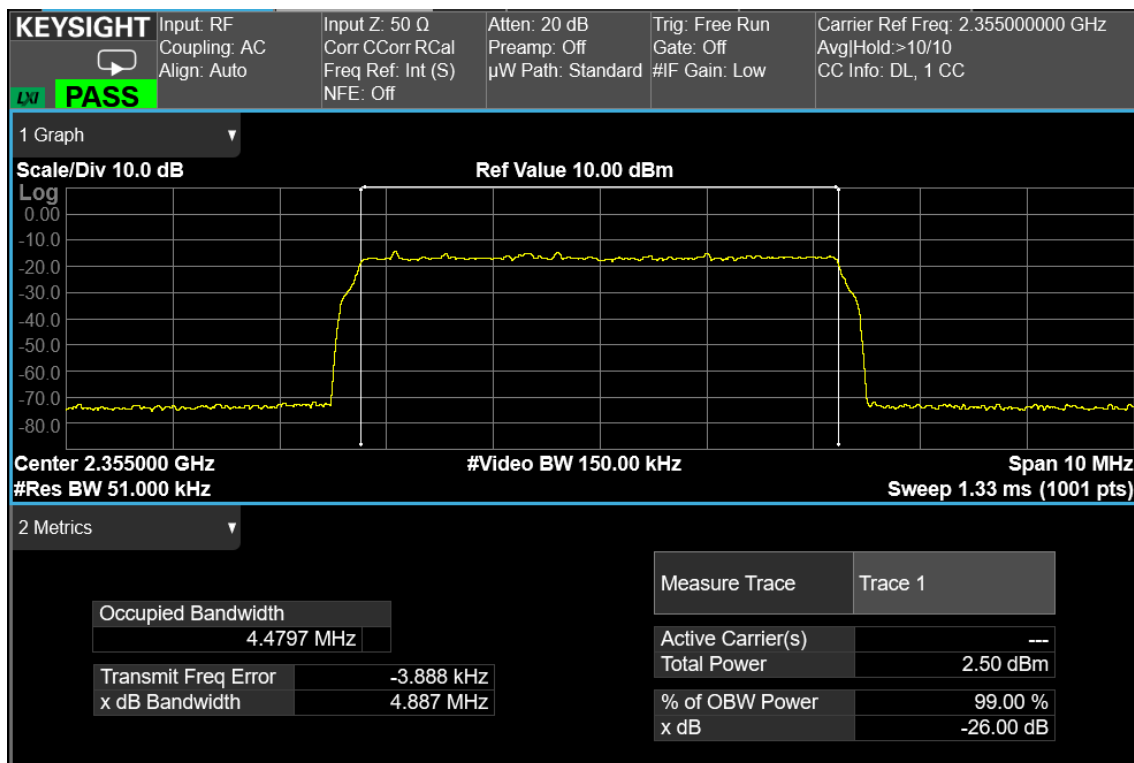 KEYSIGHT
LXI
PASS
Input: RF
Coupling: AC
Align: Auto
Input Z: 50 Ω
Corr CCorr RCal
Freq Ref: Int (S)
NFE: Off
Atten: 20 dB
Preamp: Off
µW Path: Standard
Trig: Free Run
Gate: Off
#IF Gain: Low
Carrier Ref Freq: 2.355000000 GHz
Avg|Hold:>10/10
CC Info: DL, 1 CC
1 Graph
Scale/Div 10.0 dB
Ref Value 10.00 dBm
Log
0.00
-10.0
-20.0
-30.0
-40.0
-50.0
-60.0
-70.0
-80.0
Center 2.355000 GHz
#Video BW 150.00 kHz
Span 10 MHz
#Res BW 51.000 kHz
Sweep 1.33 ms (1001 pts)
2 Metrics
Measure Trace
Trace 1
Occupied Bandwidth
4.4797 MHz
Active Carrier(s)
---
Total Power
2.50 dBm
Transmit Freq Error
-3.888 kHz
x dB Bandwidth
4.887 MHz
% of OBW Power
99.00 %
x dB
-26.00 dB